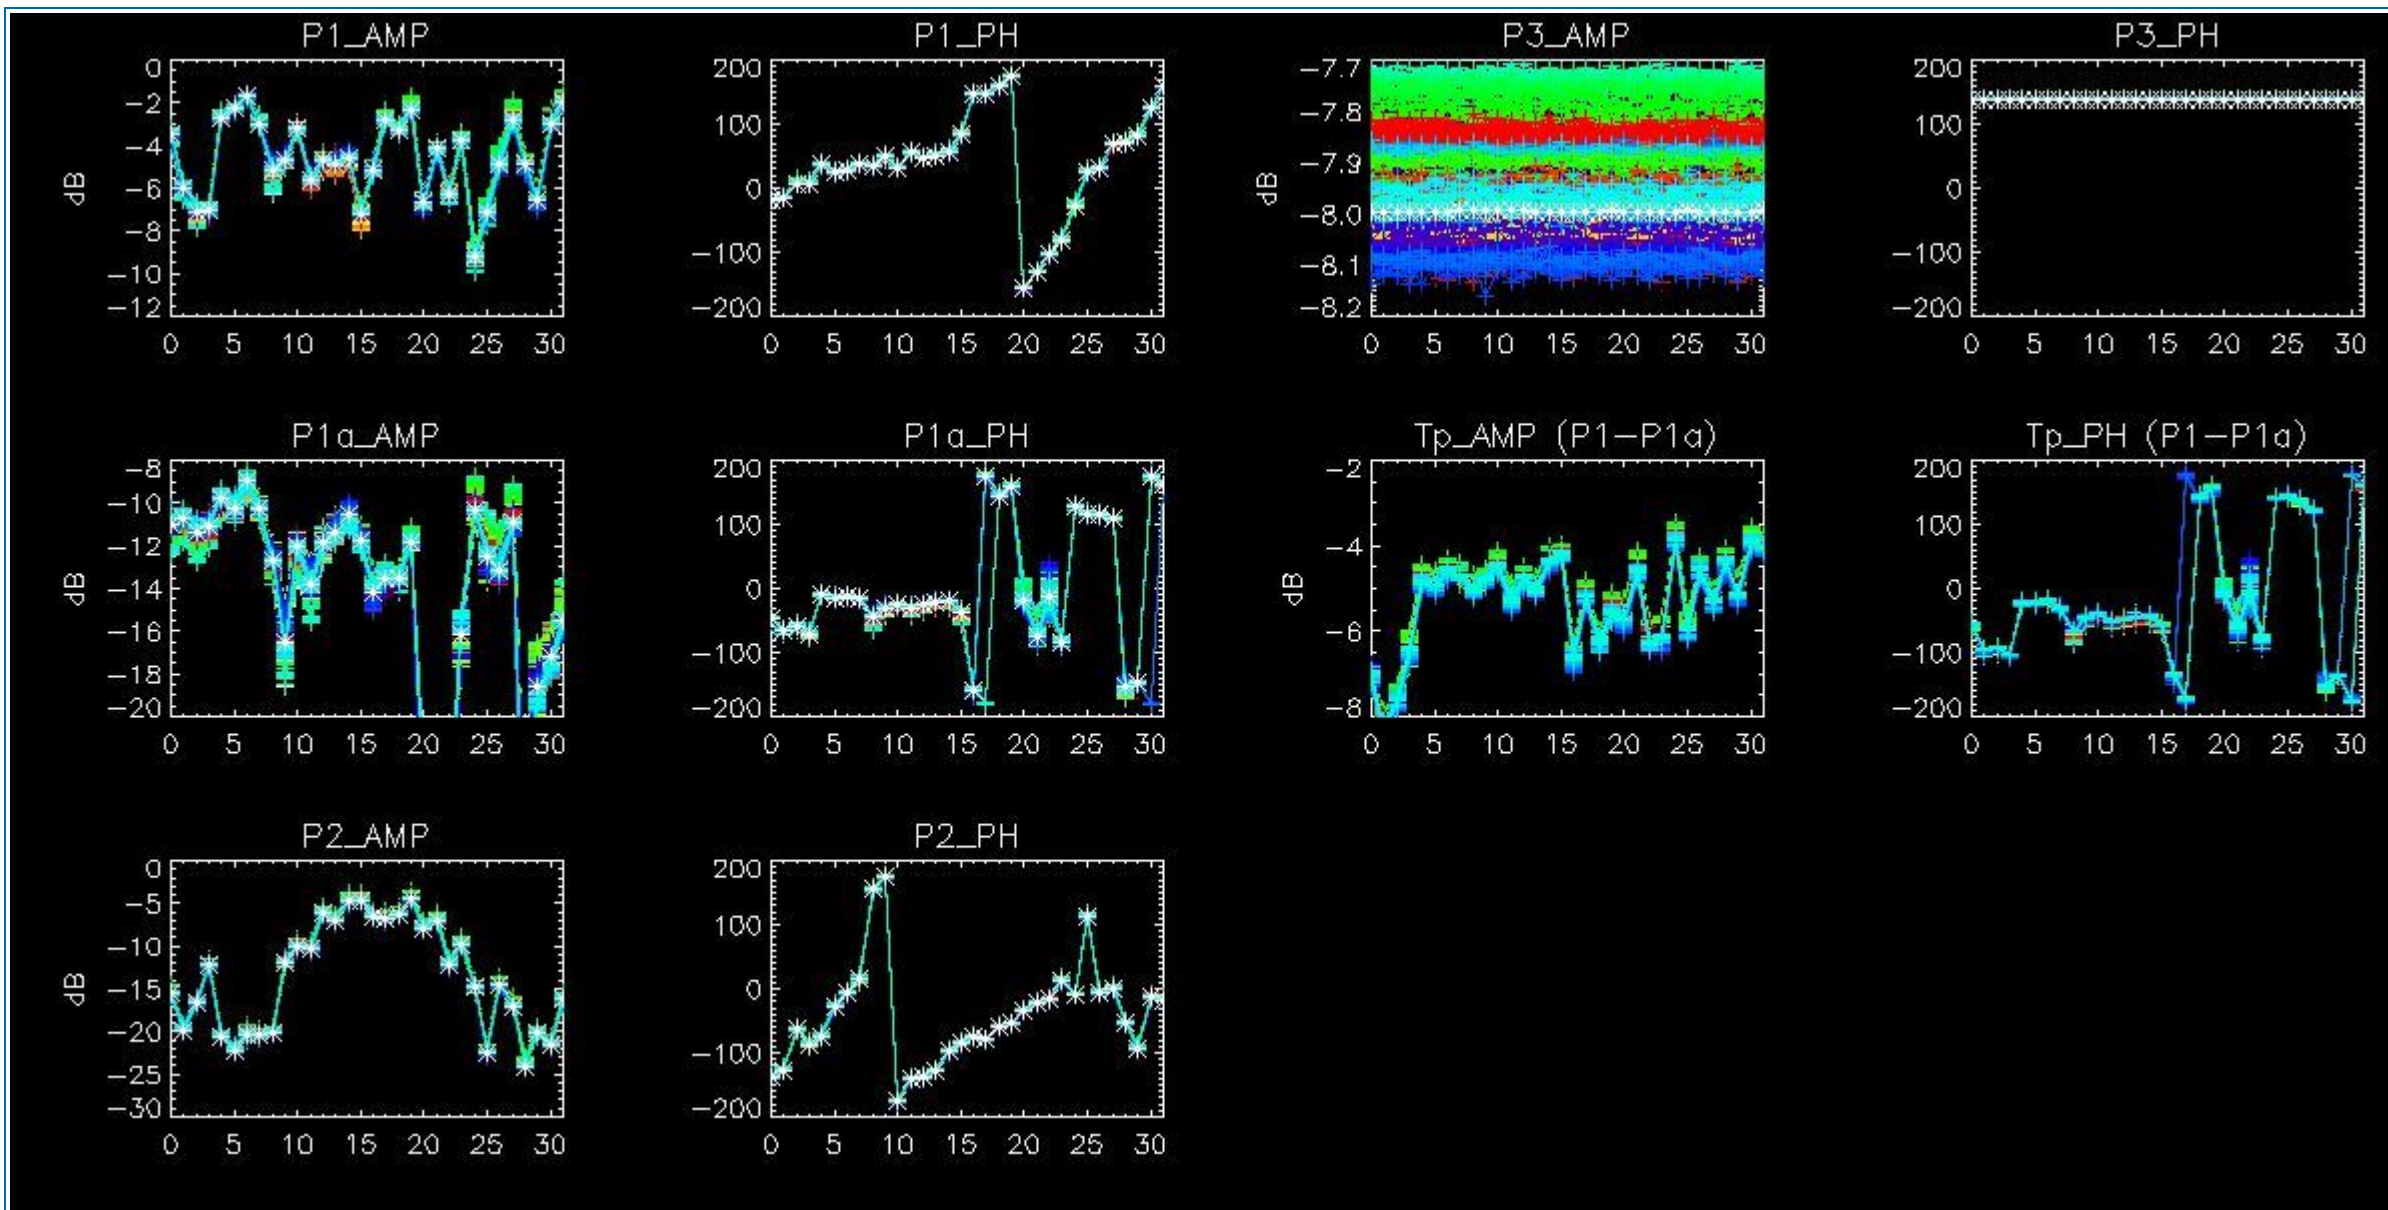 P1_AMP
0
−2
−4
−6
−8
−10
−12
dB
0 5 10 15 20 25 30
P1_PH
200
100
0
−100
−200
0 5 10 15 20 25 30
P3_AMP
−7.7
−7.8
−7.9
−8.0
−8.1
−8.2
dB
0 5 10 15 20 25 30
P3_PH
200
100
0
−100
−200
0 5 10 15 20 25 30
P1a_AMP
−8
−10
−12
−14
−16
−18
−20
dB
0 5 10 15 20 25 30
P1a_PH
200
100
0
−100
−200
0 5 10 15 20 25 30
Tp_AMP (P1−P1a)
−2
−4
−6
−8
dB
0 5 10 15 20 25 30
Tp_PH (P1−P1a)
200
100
0
−100
−200
0 5 10 15 20 25 30
P2_AMP
0
−5
−10
−15
−20
−25
−30
dB
0 5 10 15 20 25 30
P2_PH
200
100
0
−100
−200
0 5 10 15 20 25 30